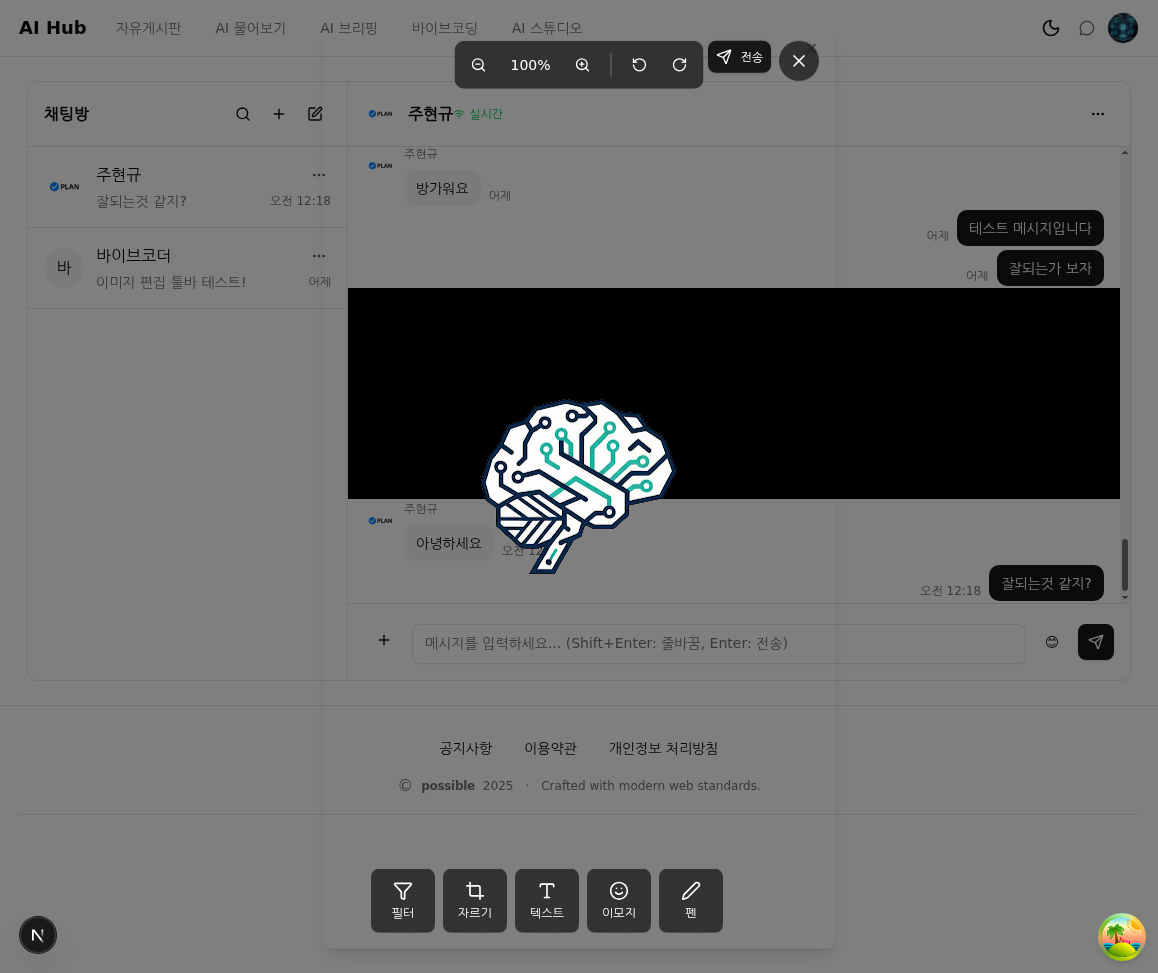 AI Hub
자유게시판
AI 물어보기
AI 브리핑
바이브코딩
AI 스튜디오
100%
전송
채팅방
PLAN
주현규
실시간
PLAN
주현규
잘되는것 같지?
오전 12:18
바
바이브코더
이미지 편집 툴바 테스트!
어제
PLAN
주현규
방가워요
어제
어제
테스트 메시지입니다
어제
잘되는가 보자
PLAN
주현규
아녕하세요
오전 12
오전 12:18
잘되는것 같지?
메시지를 입력하세요... (Shift+Enter: 줄바꿈, Enter: 전송)
공지사항
이용약관
개인정보 처리방침
© possible 2025 · Crafted with modern web standards.
필터
자르기
텍스트
이모지
펜
N